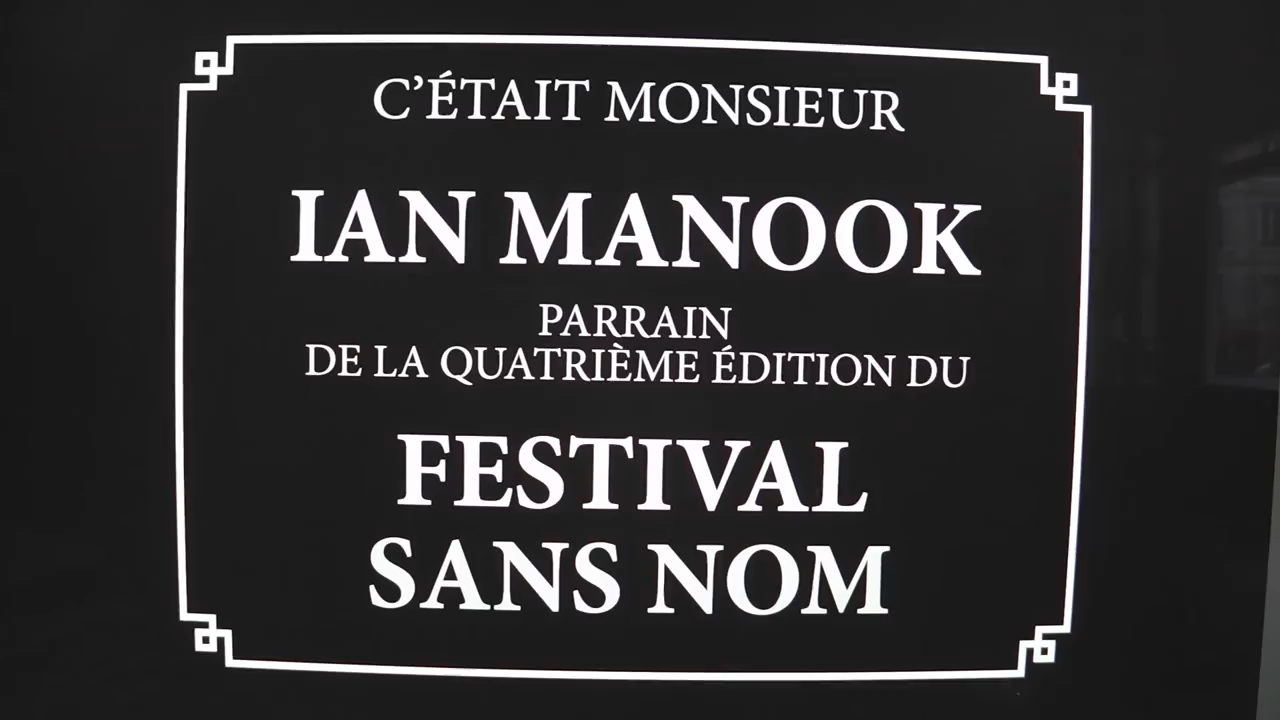 C'ÉTAIT MONSIEUR
IAN MANOOK
PARRAIN
DE LA QUATRIÈME ÉDITION DU
FESTIVAL
SANS NOM